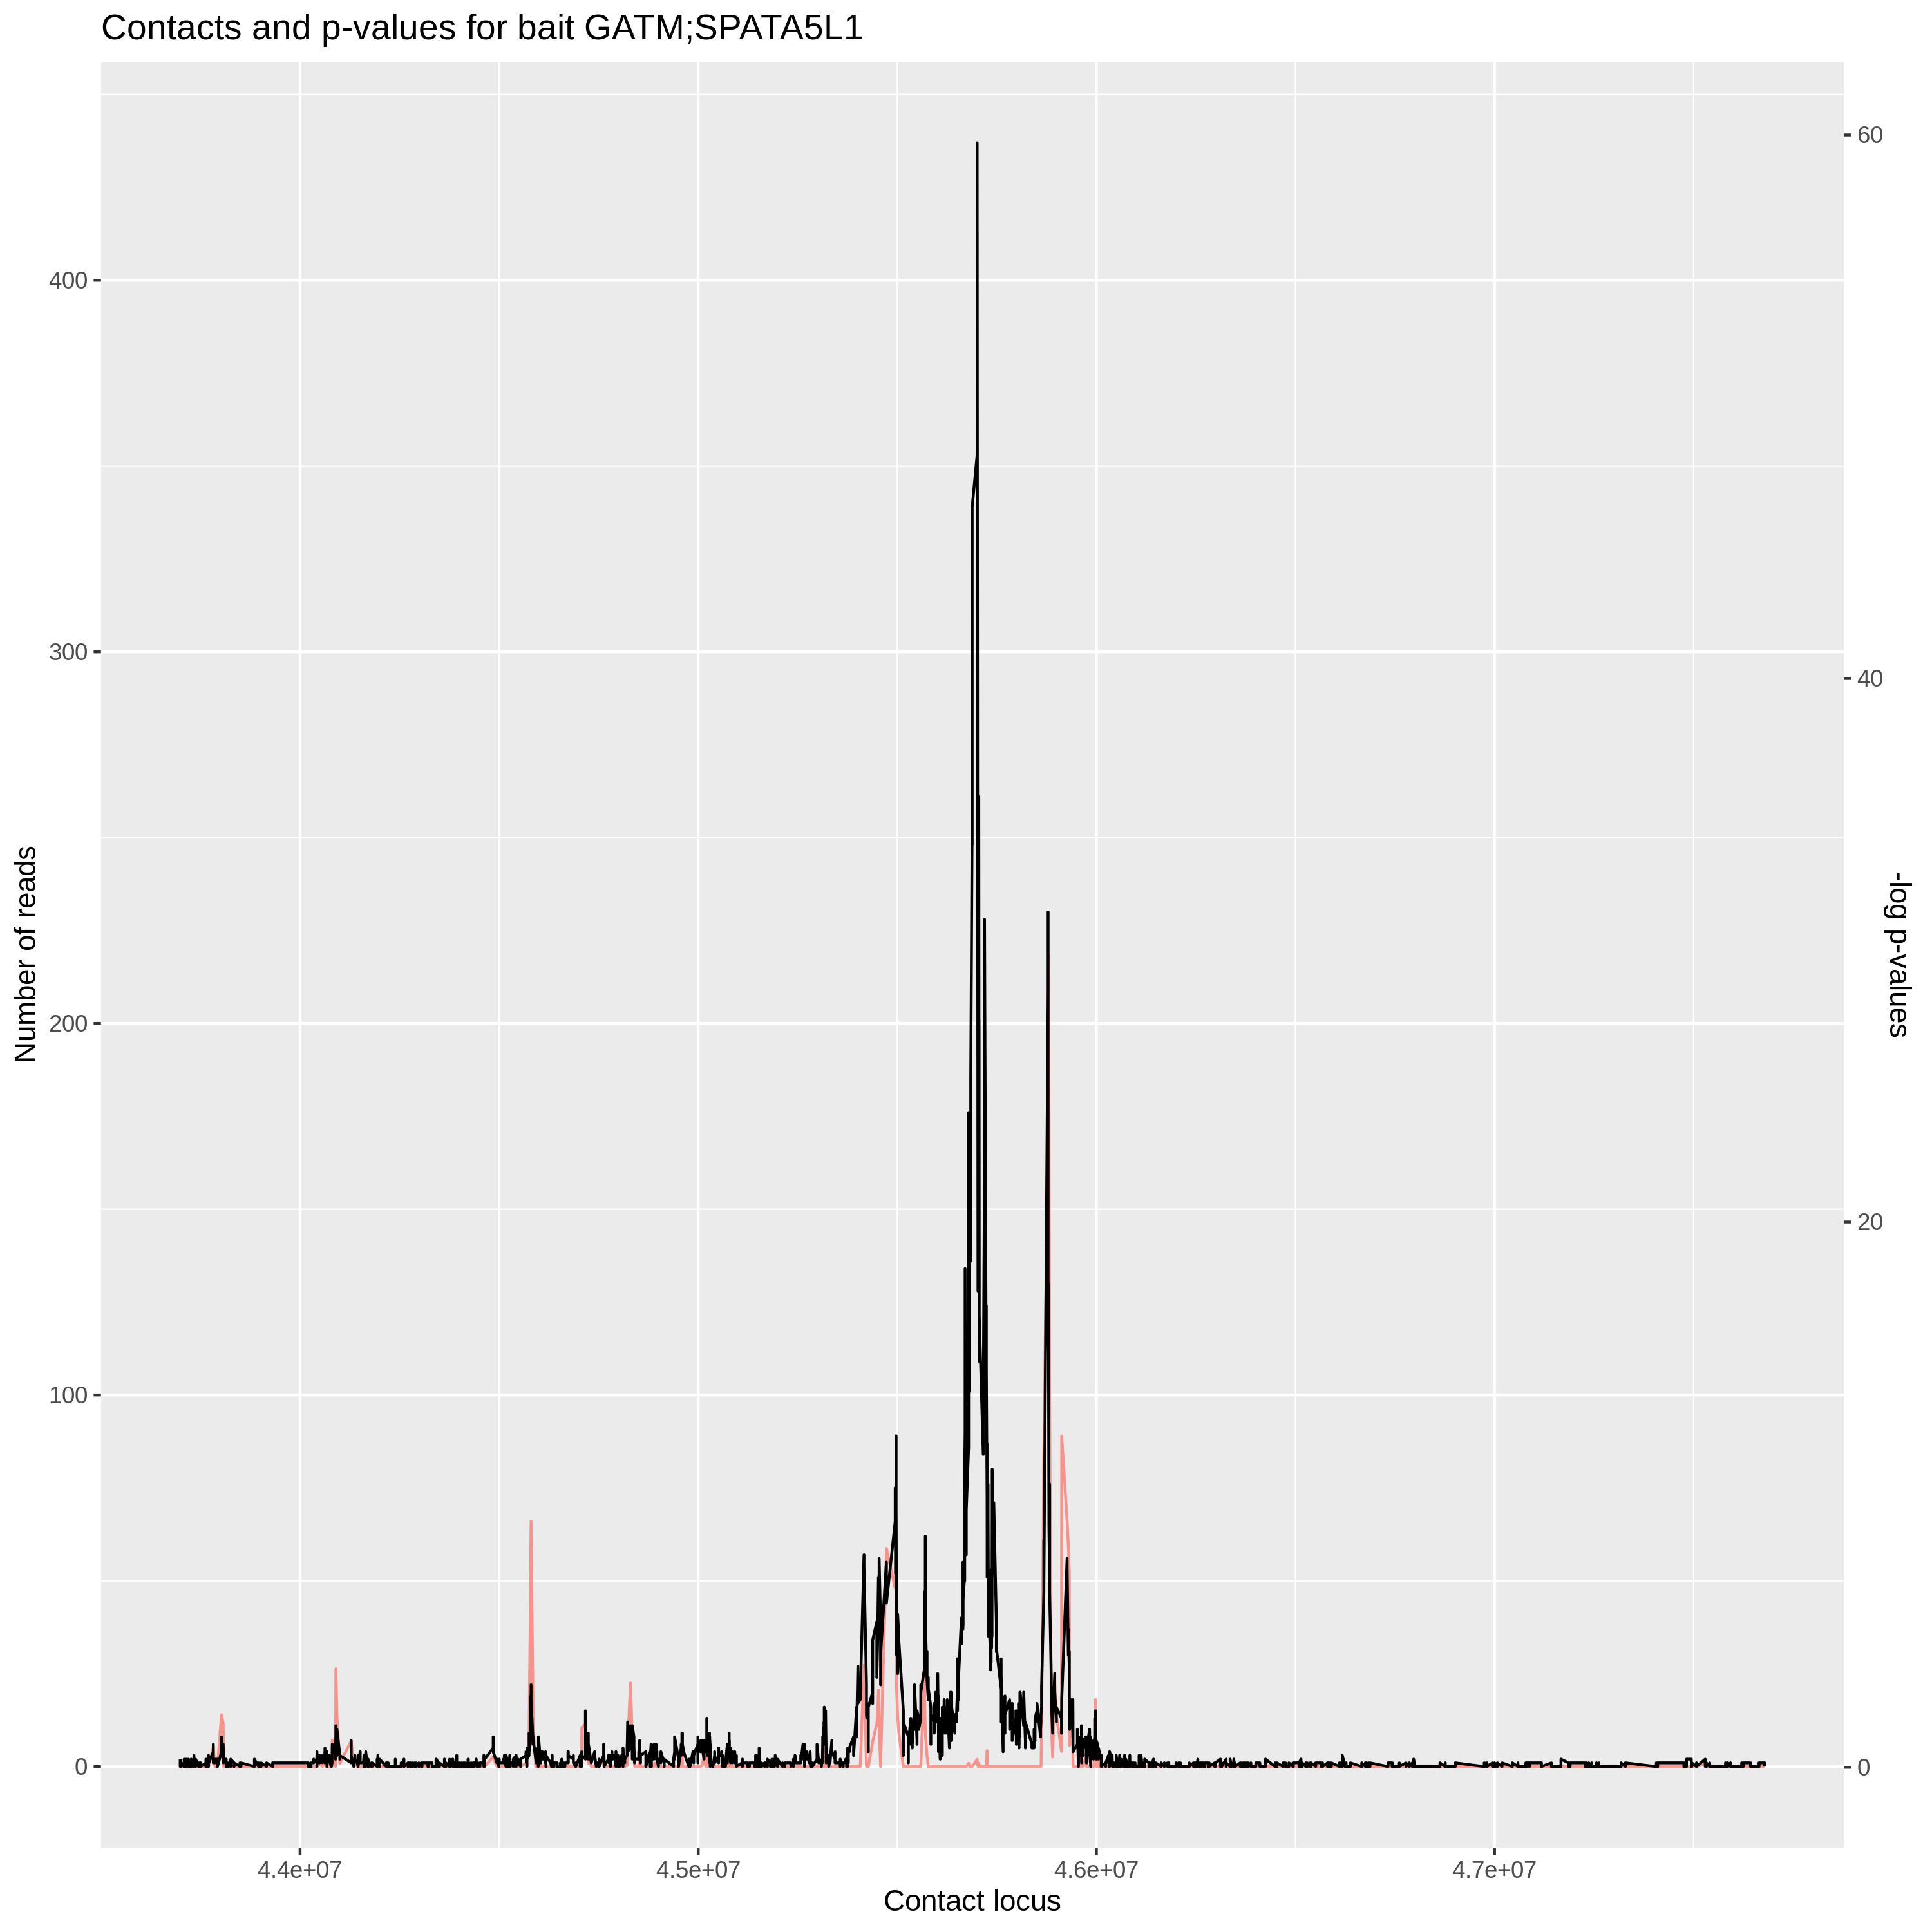 Contacts and p-values for bait GATM;SPATA5L1
60
400
300
40
Number of reads
-log p-values
200
20
100
0
0
4.4e+07
4.5e+07
4.6e+07
4.7e+07
Contact locus